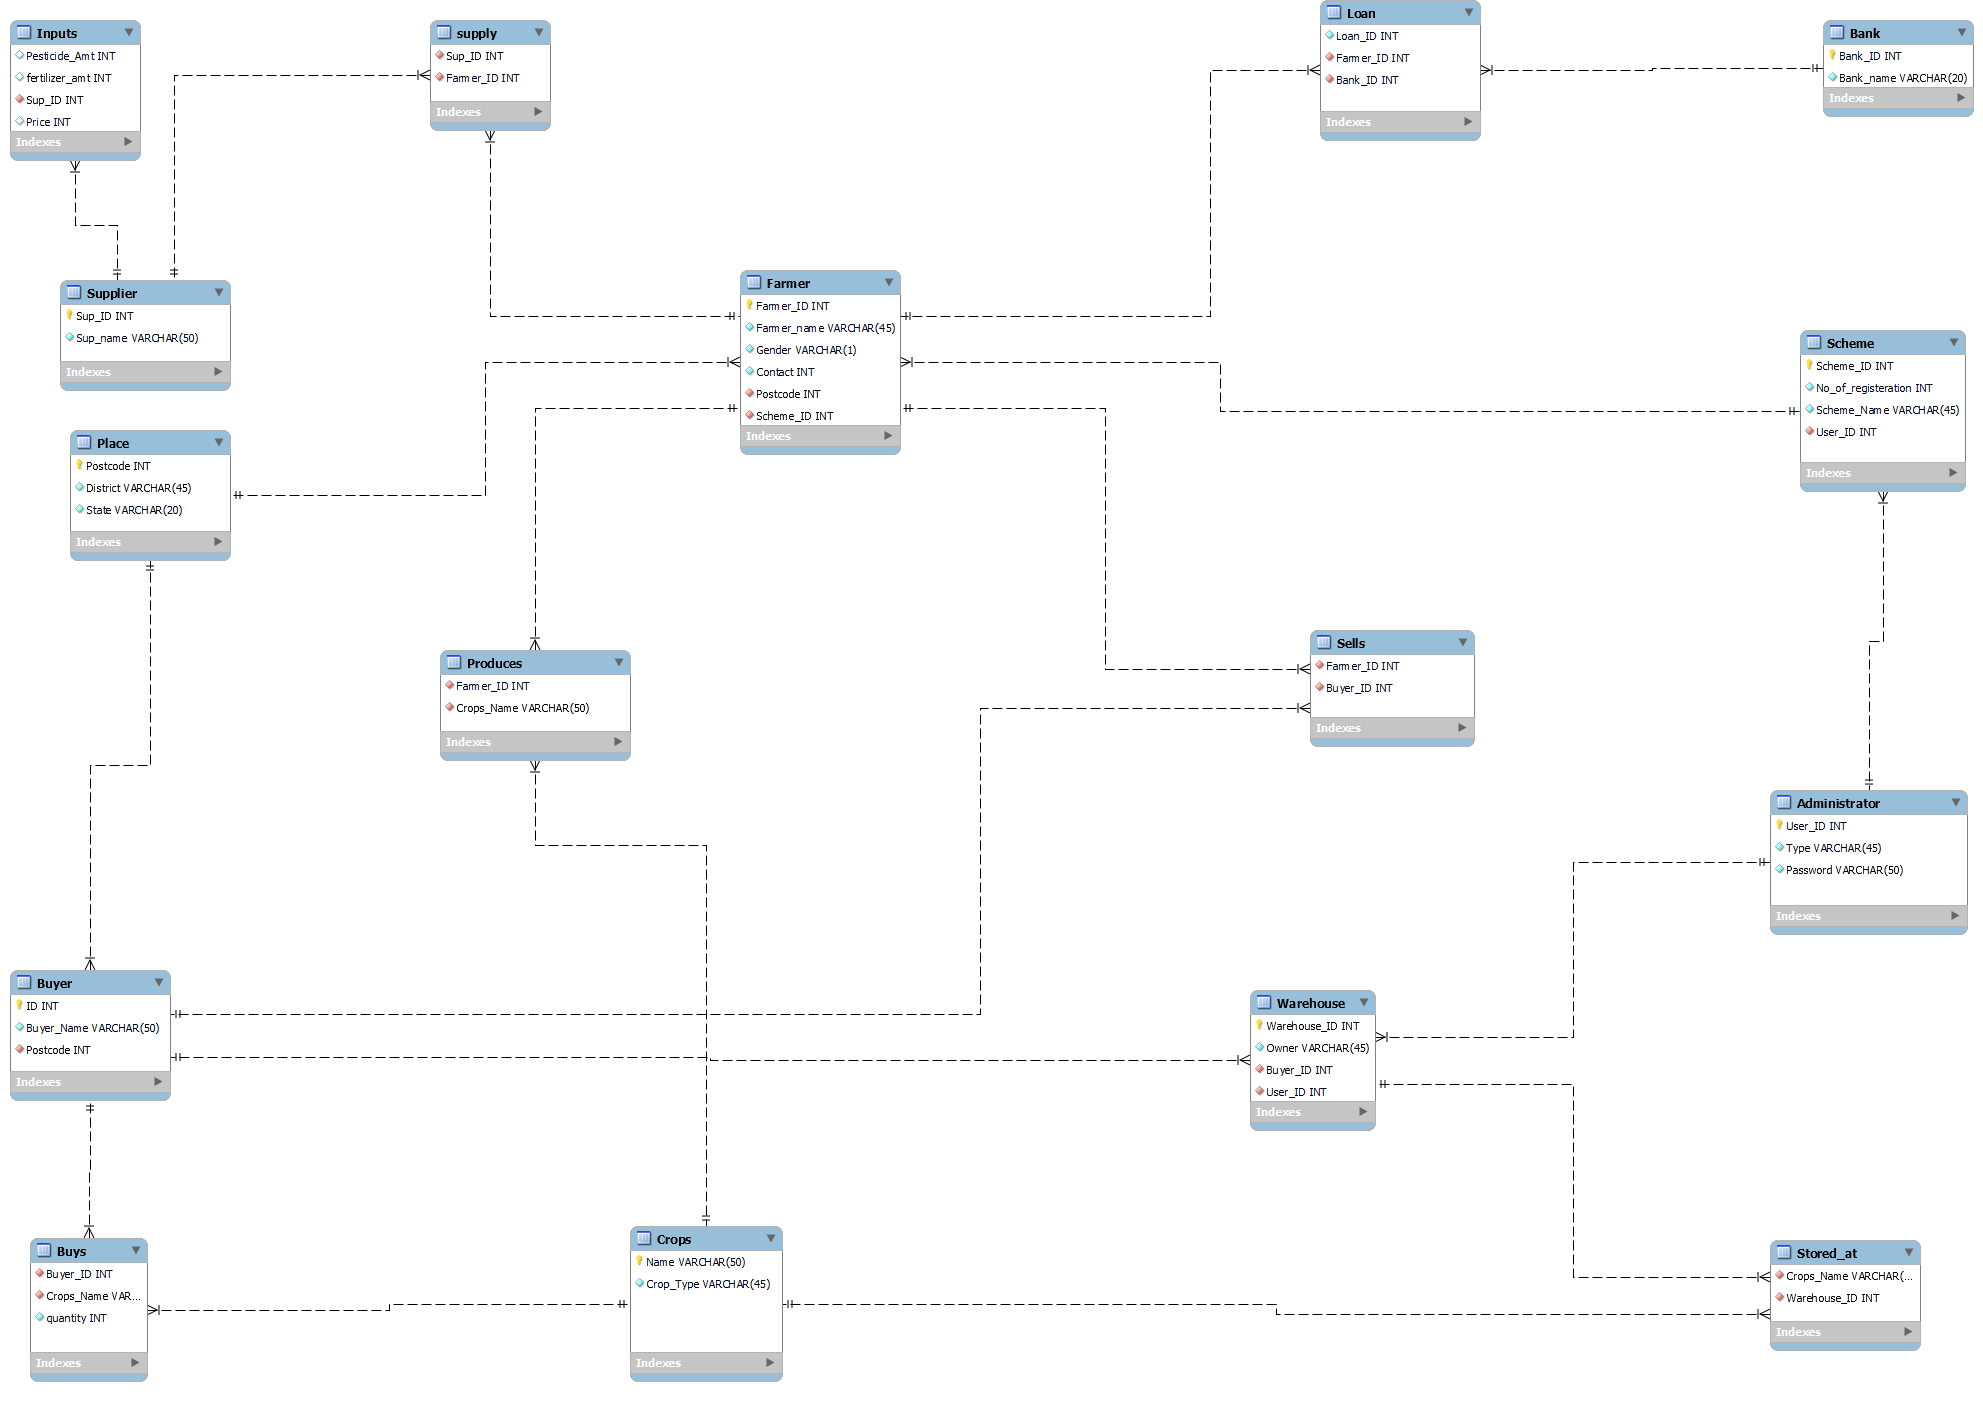 Inputs
Pesticide_Amt INT
fertilizer_amt INT
Sup_ID INT
Price INT
Indexes
supply
Sup_ID INT
Farmer_ID INT
Indexes
Loan
Loan_ID INT
Farmer_ID INT
Bank_ID INT
Indexes
Bank
Bank_ID INT
Bank_name VARCHAR(20)
Indexes
Supplier
Sup_ID INT
Sup_name VARCHAR(50)
Indexes
Farmer
Farmer_ID INT
Farmer_name VARCHAR(45)
Gender VARCHAR(1)
Contact INT
Postcode INT
Scheme_ID INT
Indexes
Scheme
Scheme_ID INT
No_of_registeration INT
Scheme_Name VARCHAR(45)
User_ID INT
Indexes
Place
Postcode INT
District VARCHAR(45)
State VARCHAR(20)
Indexes
Produces
Farmer_ID INT
Crops_Name VARCHAR(50)
Indexes
Sells
Farmer_ID INT
Buyer_ID INT
Indexes
Administrator
User_ID INT
Type VARCHAR(45)
Password VARCHAR(50)
Indexes
Buyer
ID INT
Buyer_Name VARCHAR(50)
Postcode INT
Indexes
Warehouse
Warehouse_ID INT
Owner VARCHAR(45)
Buyer_ID INT
User_ID INT
Indexes
Buys
Buyer_ID INT
Crops_Name VAR...
quantity INT
Indexes
Crops
Name VARCHAR(50)
Crop_Type VARCHAR(45)
Indexes
Stored_at
Crops_Name VARCHAR(...
Warehouse_ID INT
Indexes